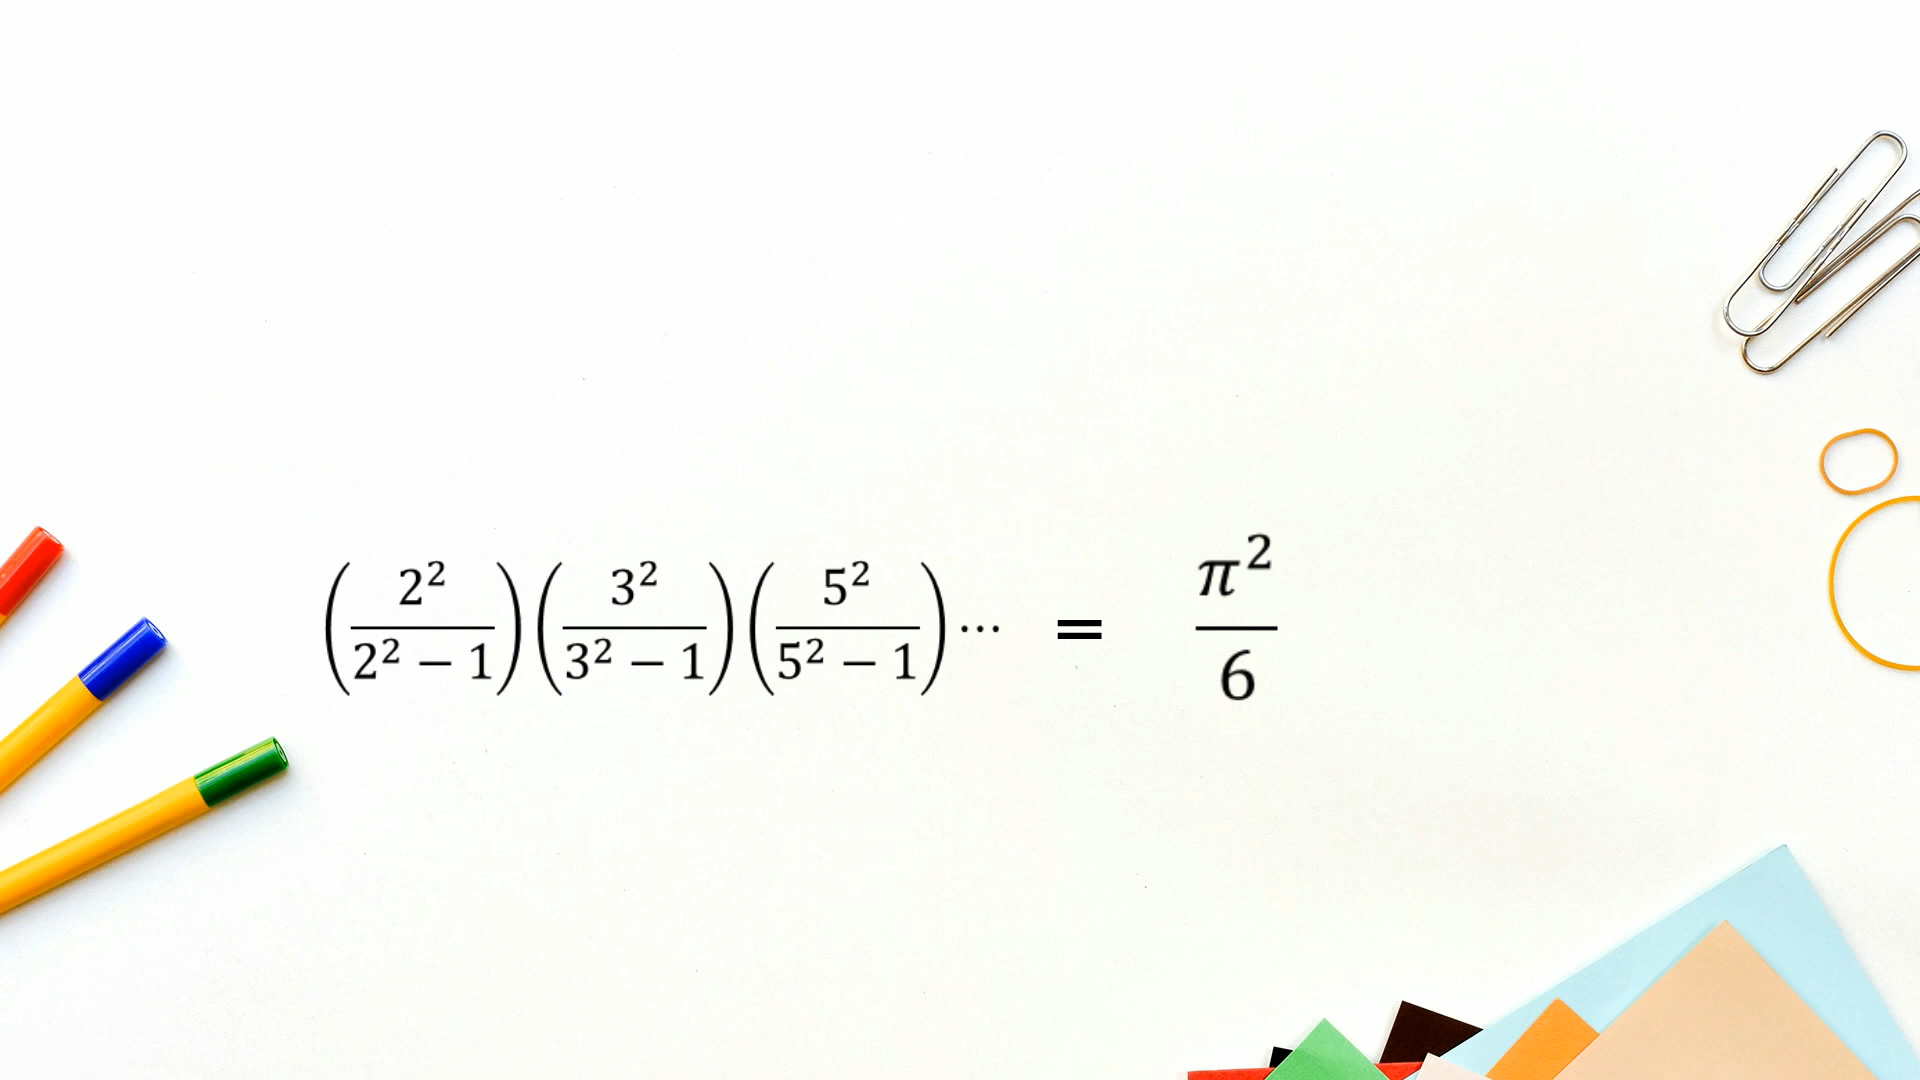 (2²/(2² − 1))(3²/(3² − 1))(5²/(5² − 1))⋯ = π²/6